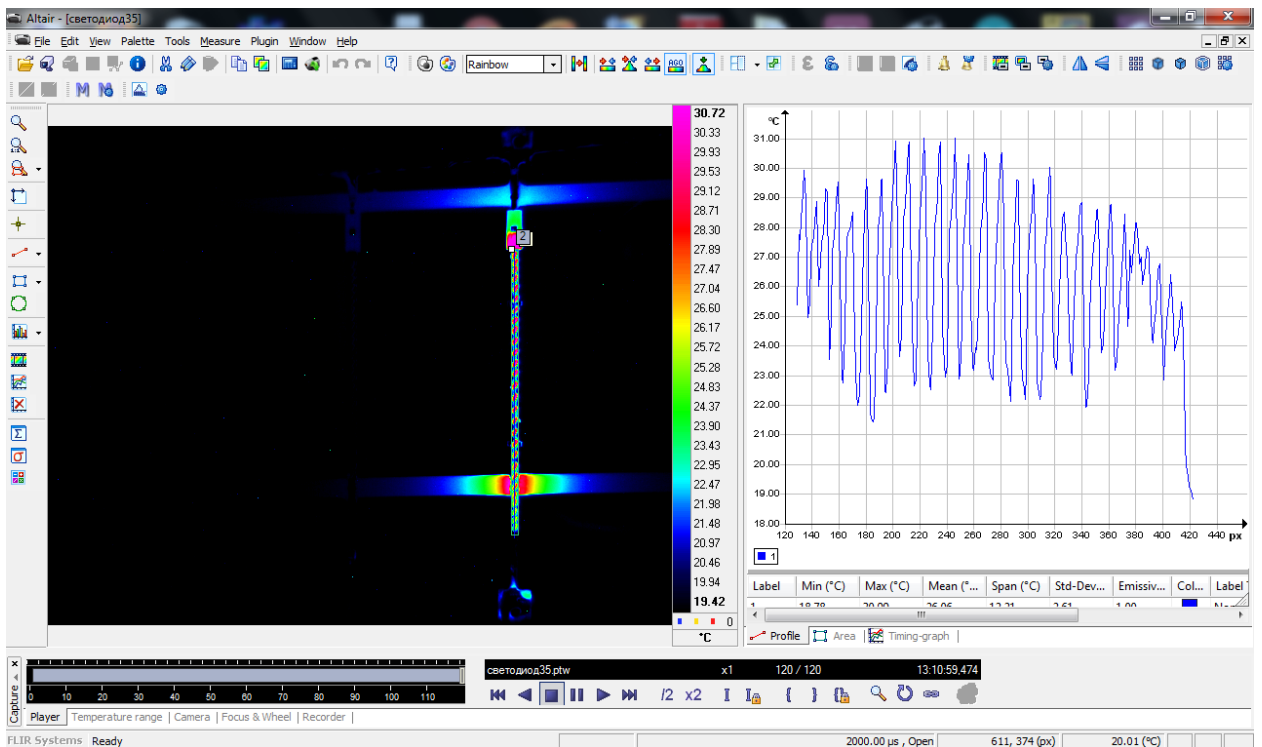 Altair - [светодиод35]
File Edit View Palette Tools Measure Plugin Window Help
Rainbow
AGO
30.72
30.33
29.93
29.53
29.12
28.71
28.30
27.89
27.47
27.04
26.60
26.17
25.72
25.28
24.83
24.37
23.90
23.43
22.95
22.47
21.98
21.48
20.97
20.46
19.94
19.42
0
°C
2
°C
31.00
30.00
29.00
28.00
27.00
26.00
25.00
24.00
23.00
22.00
21.00
20.00
19.00
18.00
120 140 160 180 200 220 240 260 280 300 320 340 360 380 400 420 440 px
1
Label Min (°C) Max (°C) Mean (°... Span (°C) Std-Dev... Emissiv... Col... Label
Profile Area Timing-graph
Capture
0 10 20 30 40 50 60 70 80 90 100 110
светодиод35.ptw x1 120 / 120 13:10:59,474
/2 x2
Player Temperature range Camera Focus & Wheel Recorder
FLIR Systems Ready 2000.00 µs , Open 611, 374 (px) 20.01 (°C)